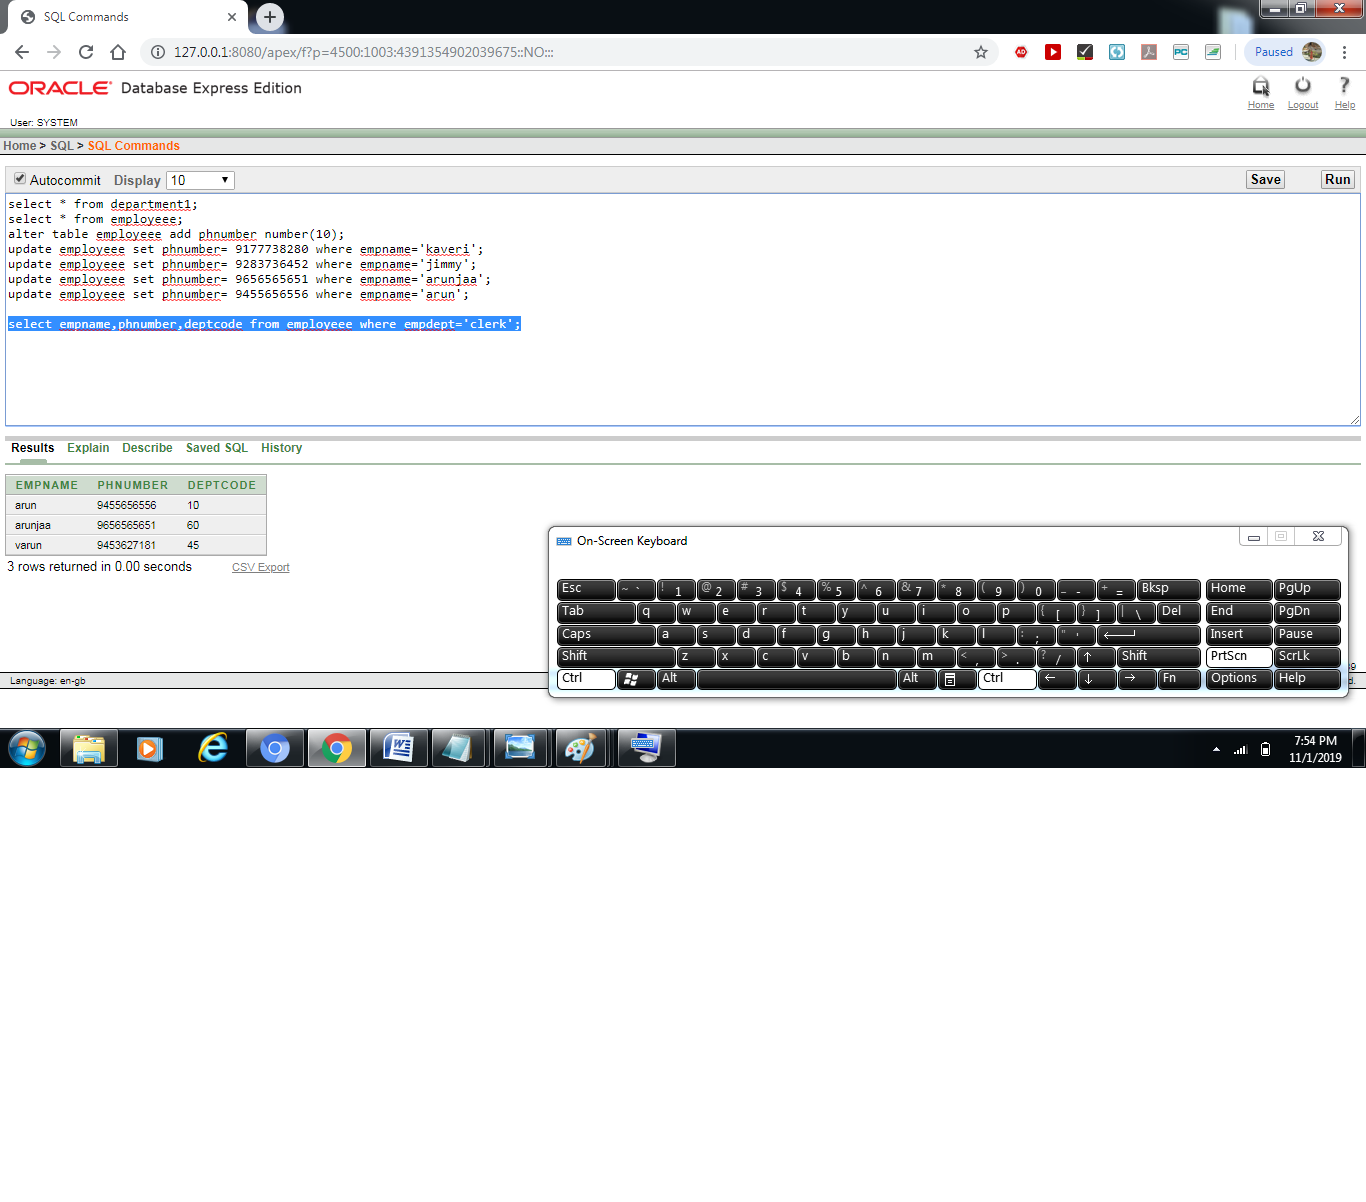 SQL Commands
127.0.0.1:8080/apex/f?p=4500:1003:4391354902039675::NO:::
Paused
ORACLE Database Express Edition
Home Logout Help
User: SYSTEM
Home > SQL > SQL Commands
Autocommit Display 10 Save Run
select * from department1;
select * from employeee;
alter table employeee add phnumber number(10);
update employeee set phnumber= 9177738280 where empname='kaveri';
update employeee set phnumber= 9283736452 where empname='jimmy';
update employeee set phnumber= 9656565651 where empname='arunjaa';
update employeee set phnumber= 9455656556 where empname='arun';
select empname,phnumber,deptcode from employeee where empdept='clerk';
Results Explain Describe Saved SQL History
EMPNAME PHNUMBER DEPTCODE
arun 9455656556 10
arunjaa 9656565651 60
varun 9453627181 45
3 rows returned in 0.00 seconds CSV Export
On-Screen Keyboard
Esc ~ ` ! 1 @ 2 # 3 $ 4 % 5 ^ 6 & 7 * 8 ( 9 ) 0 _ - + = Bksp Home PgUp
Tab q w e r t y u i o p { [ } ] | \ Del End PgDn
Caps a s d f g h j k l : ; " ' Insert Pause
Shift z x c v b n m < , > . ? / ↑ Shift PrtScn ScrLk
Ctrl Alt Alt Ctrl ← ↓ → Fn Options Help
Language: en-gb
7:54 PM
11/1/2019